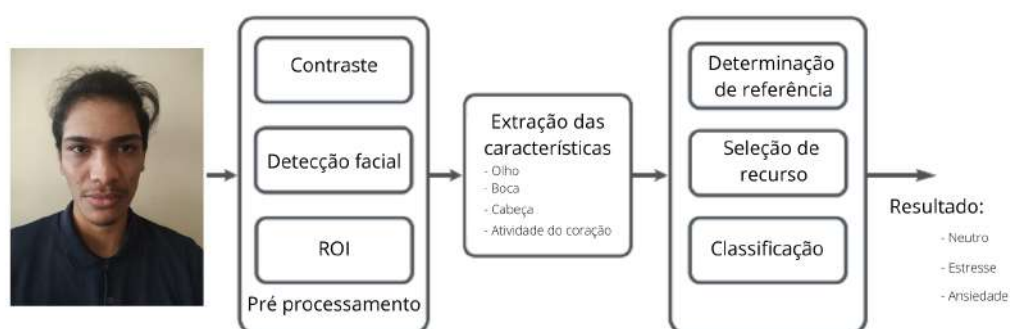 Contraste
Detecção facial
ROI
Pré processamento
Extração das
características
- Olho
- Boca
- Cabeça
- Atividade do coração
Determinação
de referência
Seleção de
recurso
Classificação
Resultado:
- Neutro
- Estresse
- Ansiedade